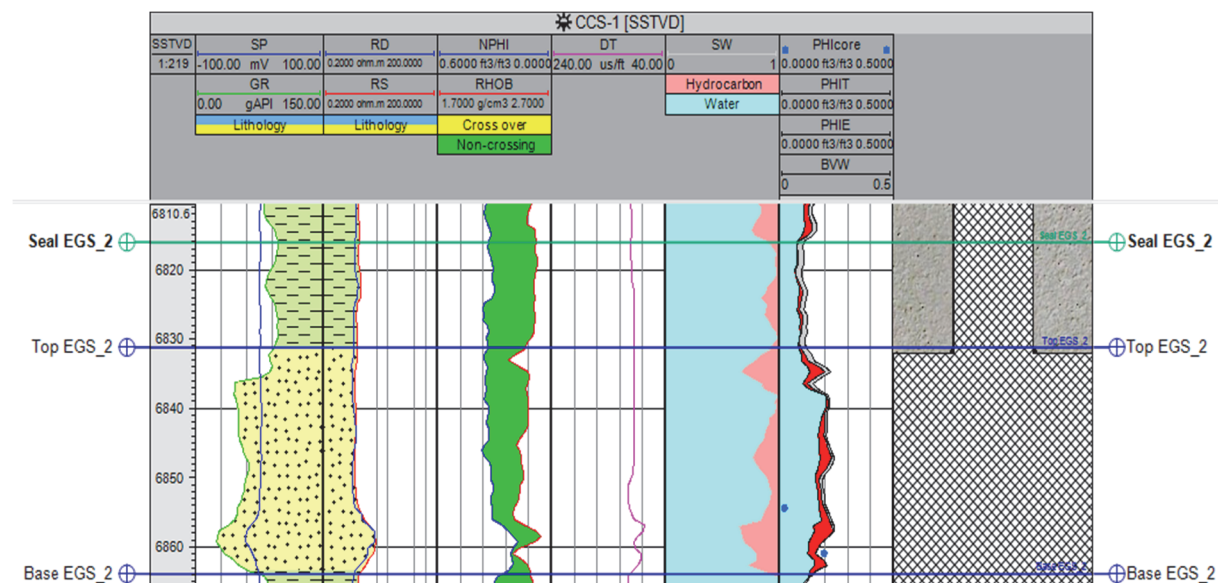 CCS-1 [SSTVD]
SSTVD SP RD NPHI DT SW PHIcore
1:219 -100.00 mV 100.00 0.2000 ohm.m 200.0000 0.6000 ft3/ft3 0.0000 240.00 us/ft 40.00 0 1 0.0000 ft3/ft3 0.5000
GR RS RHOB Hydrocarbon PHIT
0.00 gAPI 150.00 0.2000 ohm.m 200.0000 1.7000 g/cm3 2.7000 Water 0.0000 ft3/ft3 0.5000
Lithology Lithology Cross over PHIE
Non-crossing 0.0000 ft3/ft3 0.5000
BVW
0 0.5
6810.6
Seal EGS_2 Seal EGS_2 Seal EGS_2
6820
6830
Top EGS_2 Top EGS_2 Top EGS_2
6840
6850
6860
Base EGS_2 Base EGS_2 Base EGS_2